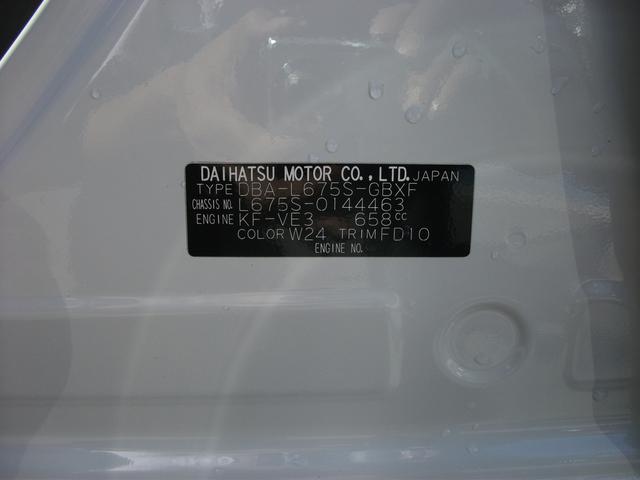 DAIHATSU MOTOR CO., LTD. JAPAN
TYPE DBA-L675S-GBXF
CHASSIS NO. L675S-0144463
ENGINE KF-VE3 658cc
COLOR W24 TRIM FD10
ENGINE NO.